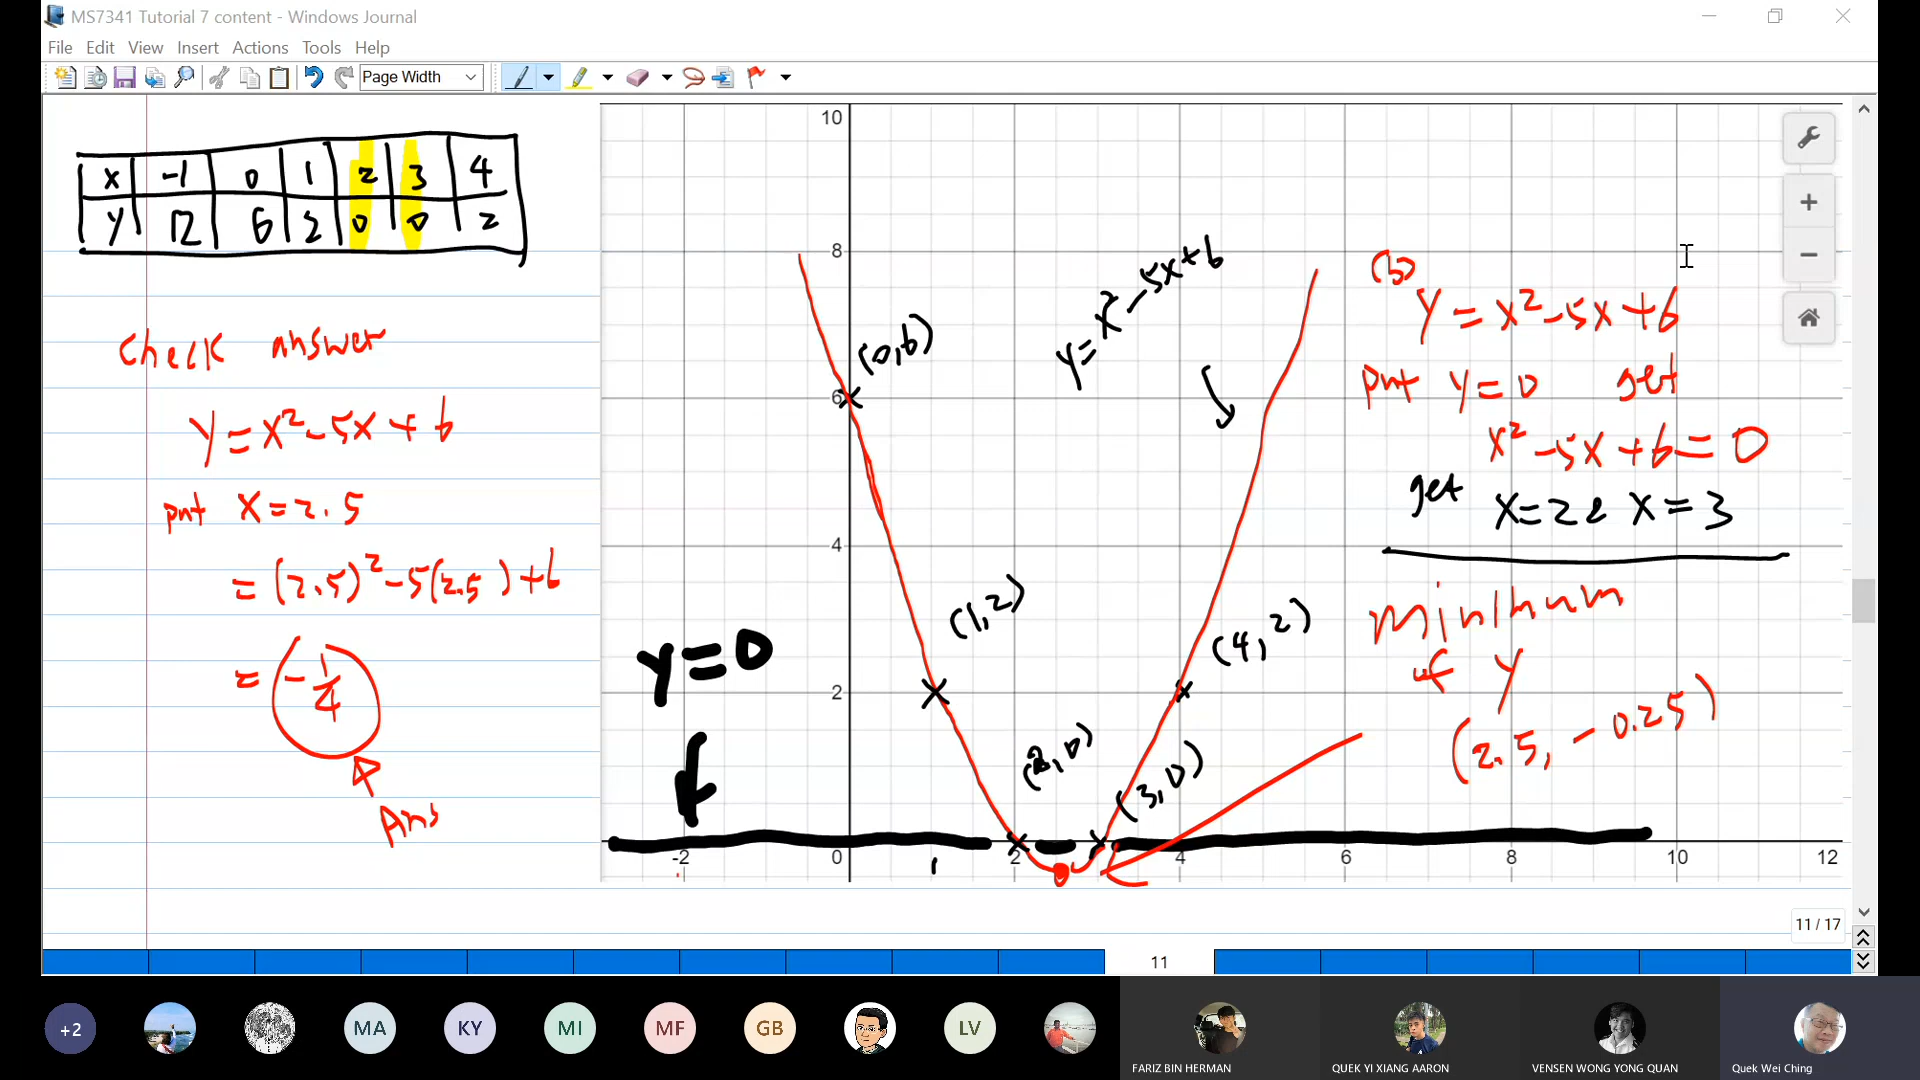 MS7341 Tutorial 7 content - Windows Journal
File Edit View Insert Actions Tools Help
Page Width
x -1 0 1 2 3 4
y 12 6 2 0 0 2
Check answer
y = x² - 5x + 6
put x = 2.5
= (2.5)² - 5(2.5) + 6
= - 1/4
Ans
10
8
6
4
2
-2 0 2 4 6 8 10 12
1
(0,6)
y = x² - 5x + 6
(1,2)
(4,2)
(2,0)
(3,0)
y = 0
(b)
y = x² - 5x + 6
put y = 0 get
x² - 5x + 6 = 0
get x = 2 & x = 3
Minimum
of y
(2.5, - 0.25)
11 / 17
11
+2 MA KY MI MF GB LV
FARIZ BIN HERMAN QUEK YI XIANG AARON VENSEN WONG YONG QUAN Quek Wei Ching